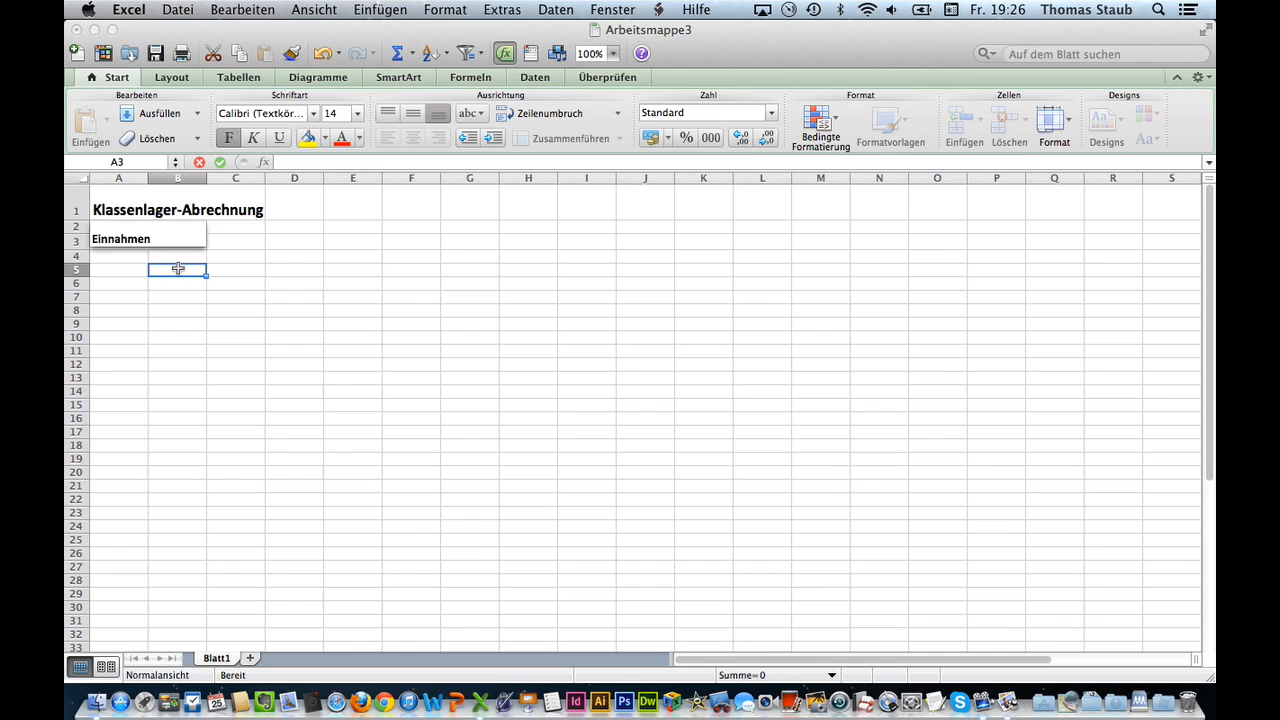 Excel Datei Bearbeiten Ansicht Einfügen Format Extras Daten Fenster Hilfe Fr. 19:26 Thomas Staub
Arbeitsmappe3
100% Auf dem Blatt suchen
Start Layout Tabellen Diagramme SmartArt Formeln Daten Überprüfen
Bearbeiten Schriftart Ausrichtung Zahl Format Zellen Designs
Einfügen Ausfüllen Calibri (Textkör... 14 abc Zeilenumbruch Standard
Löschen F K U A Zusammenführen % 000
Bedingte Formatierung Formatvorlagen Einfügen Löschen Format Designs Aa
A3 fx
A B C D E F G H I J K L M N O P Q R S
1 Klassenlager-Abrechnung
2
3 Einnahmen
4
5
6
7
8
9
10
11
12
13
14
15
16
17
18
19
20
21
22
23
24
25
26
27
28
29
30
31
32
33
Blatt1
Normalansicht Bereit Summe=0